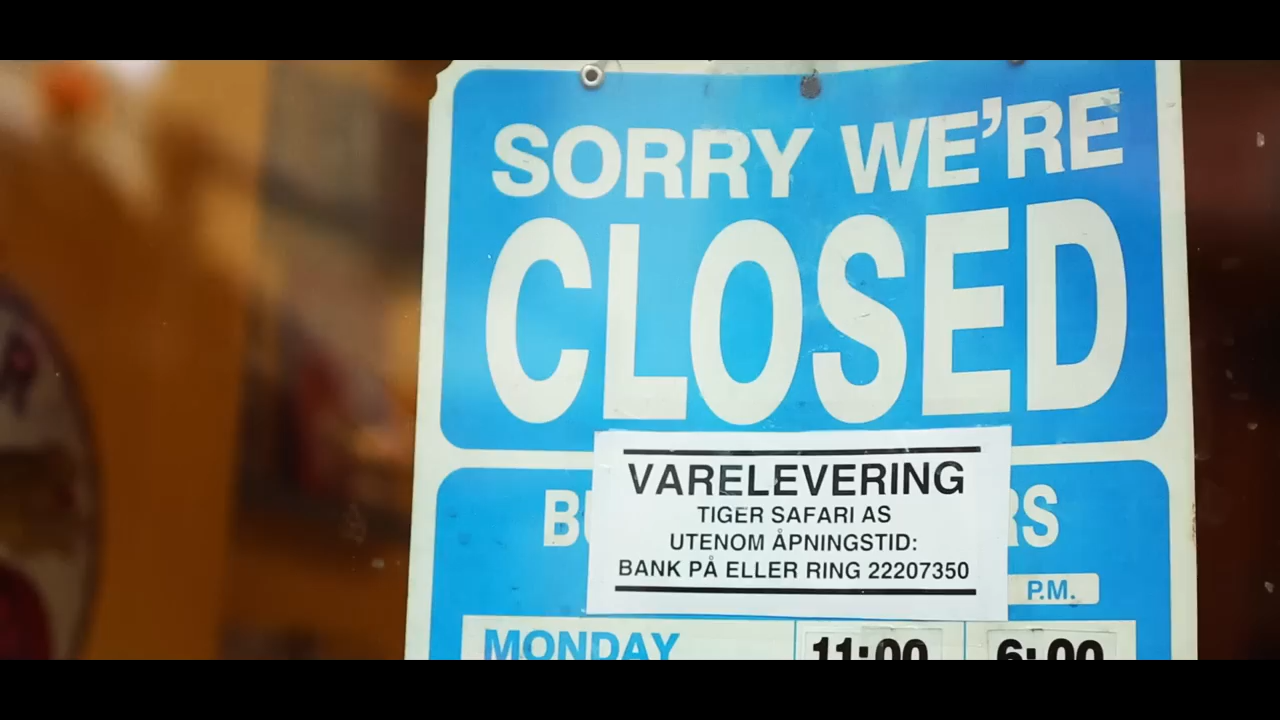 SORRY WE'RE
CLOSED
VARELEVERING
TIGER SAFARI AS
UTENOM ÅPNINGSTID:
BANK PÅ ELLER RING 22207350
P.M.
MONDAY 11:00 6:00